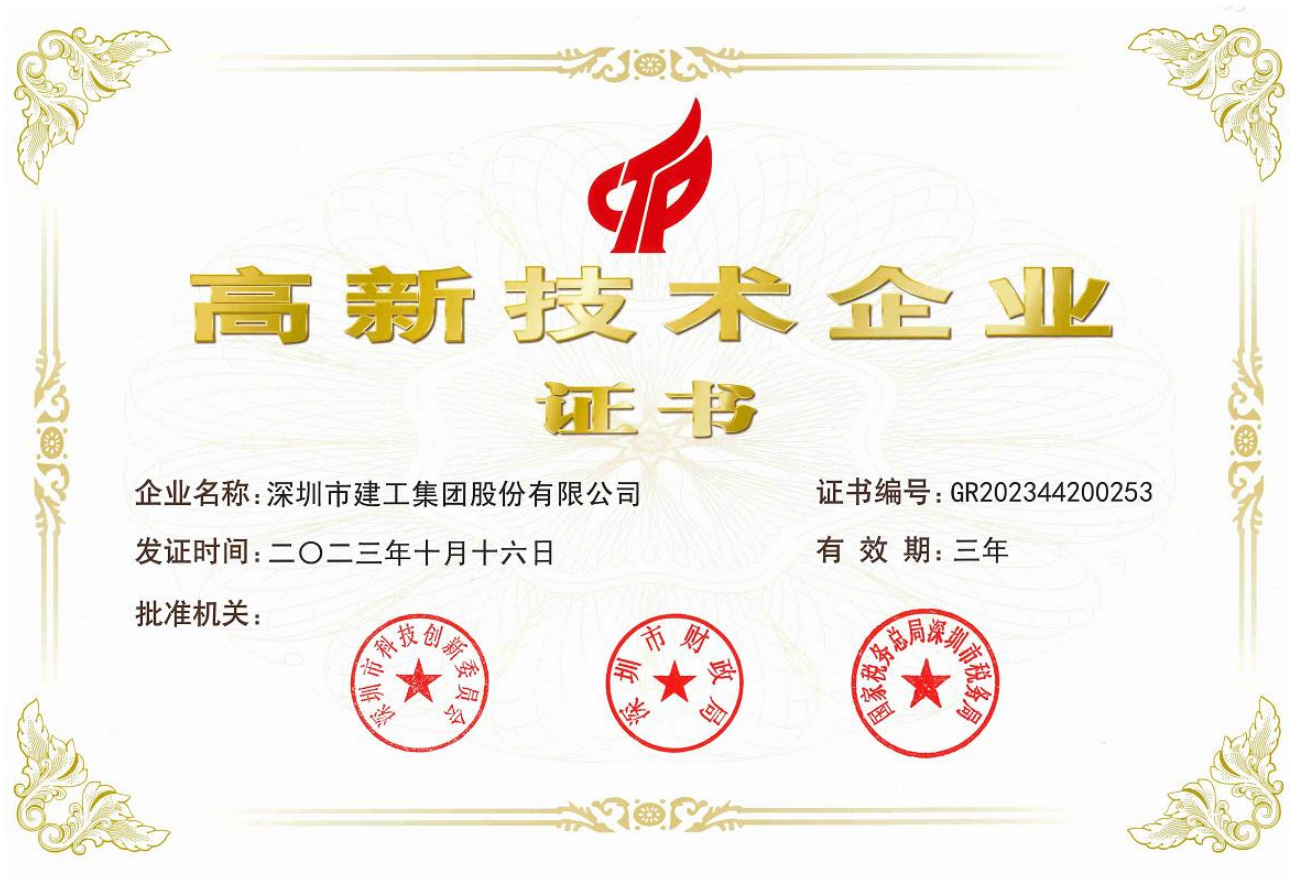 高新技术企业
证书
企业名称:深圳市建工集团股份有限公司
证书编号:GR202344200253
发证时间:二〇二三年十月十六日
有 效 期:三年
批准机关:
深圳市科技创新委员会
深圳市财政局
国家税务总局深圳市税务局